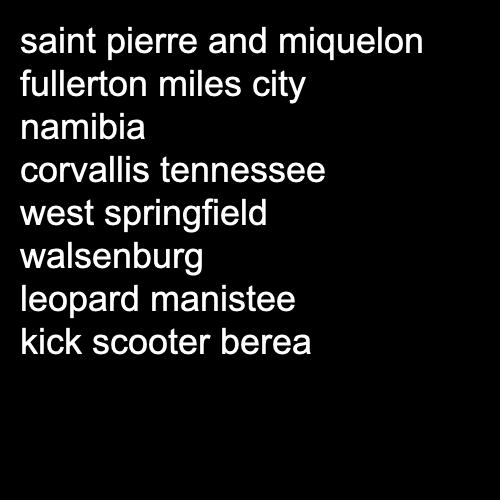 saint pierre and miquelon
fullerton miles city
namibia
corvallis tennessee
west springfield
walsenburg
leopard manistee
kick scooter berea